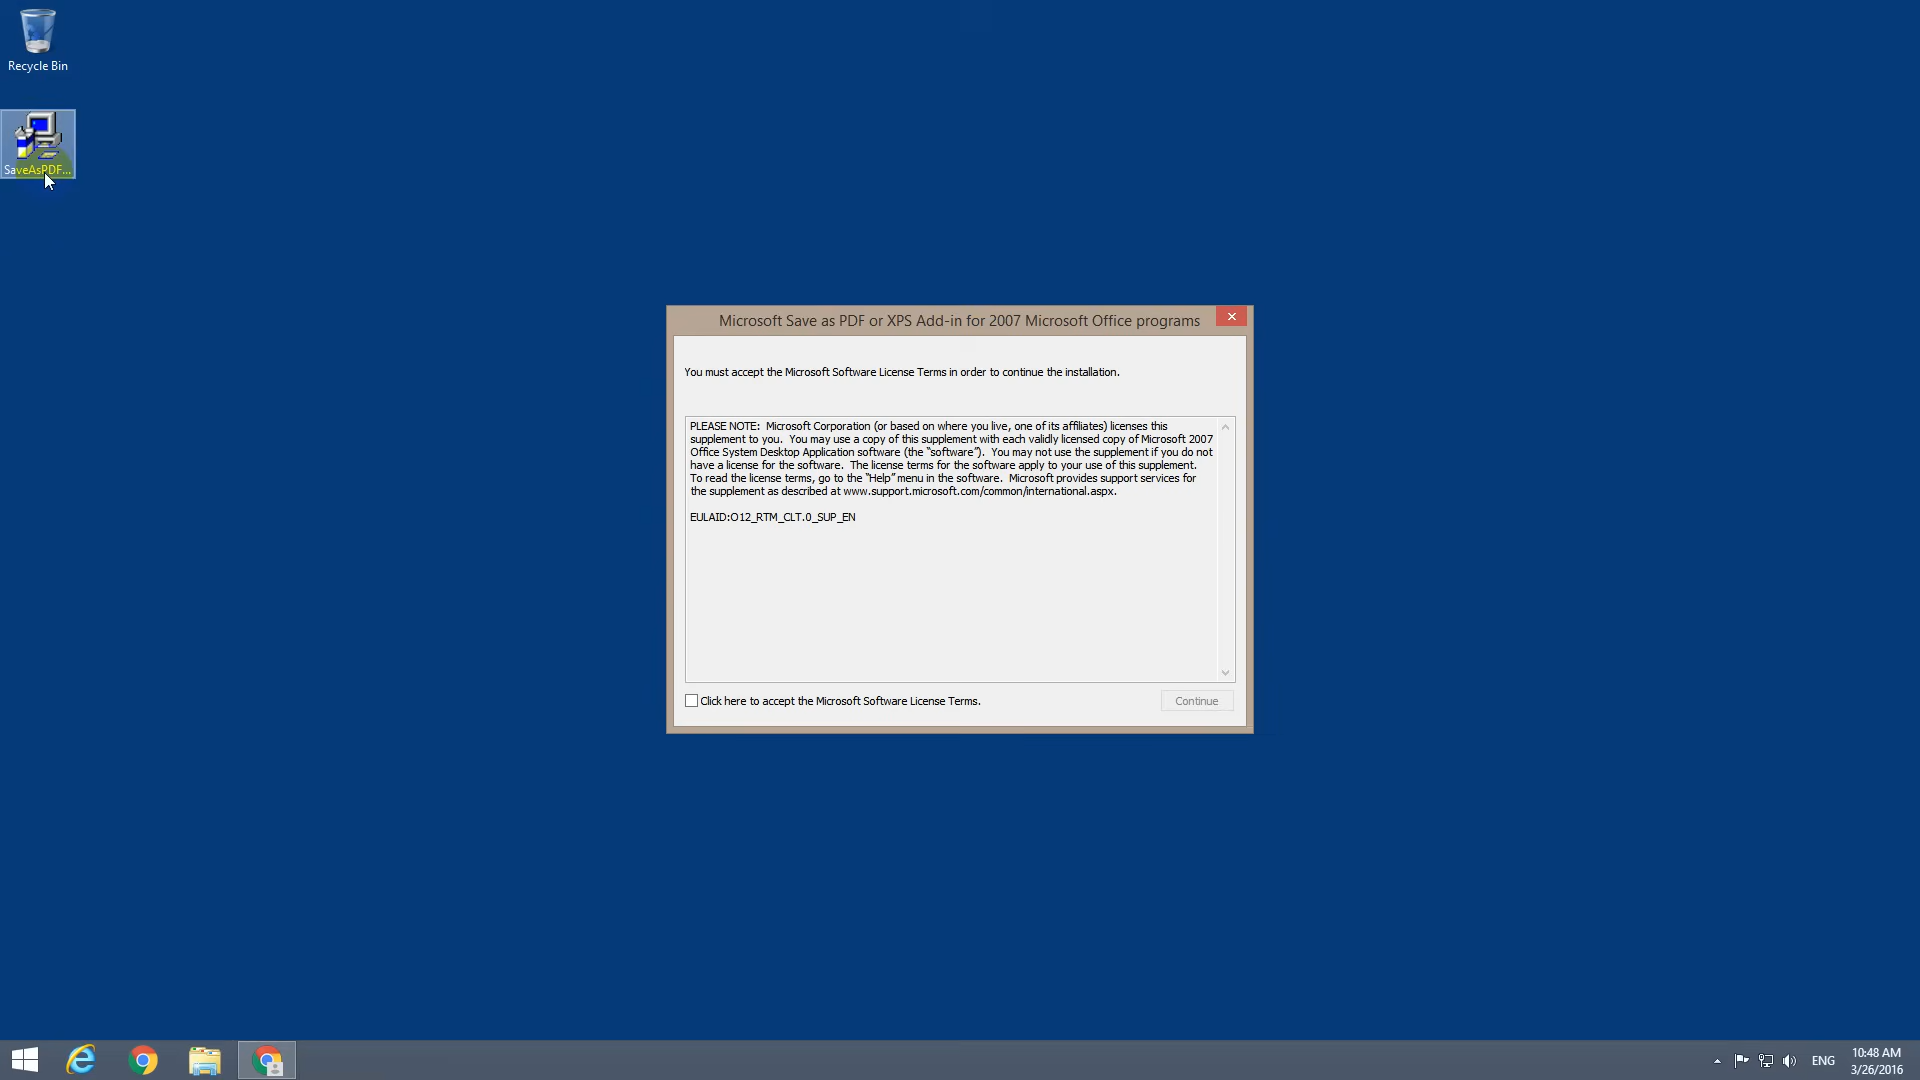 Recycle Bin
SaveAsPDF...
Microsoft Save as PDF or XPS Add-in for 2007 Microsoft Office programs
You must accept the Microsoft Software License Terms in order to continue the installation.
PLEASE NOTE:  Microsoft Corporation (or based on where you live, one of its affiliates) licenses this
supplement to you.  You may use a copy of this supplement with each validly licensed copy of Microsoft 2007
Office System Desktop Application software (the “software”).  You may not use the supplement if you do not
have a license for the software.  The license terms for the software apply to your use of this supplement.
To read the license terms, go to the “Help” menu in the software.  Microsoft provides support services for
the supplement as described at www.support.microsoft.com/common/international.aspx.
EULAID:O12_RTM_CLT.0_SUP_EN
Click here to accept the Microsoft Software License Terms.
Continue
ENG
10:48 AM
3/26/2016